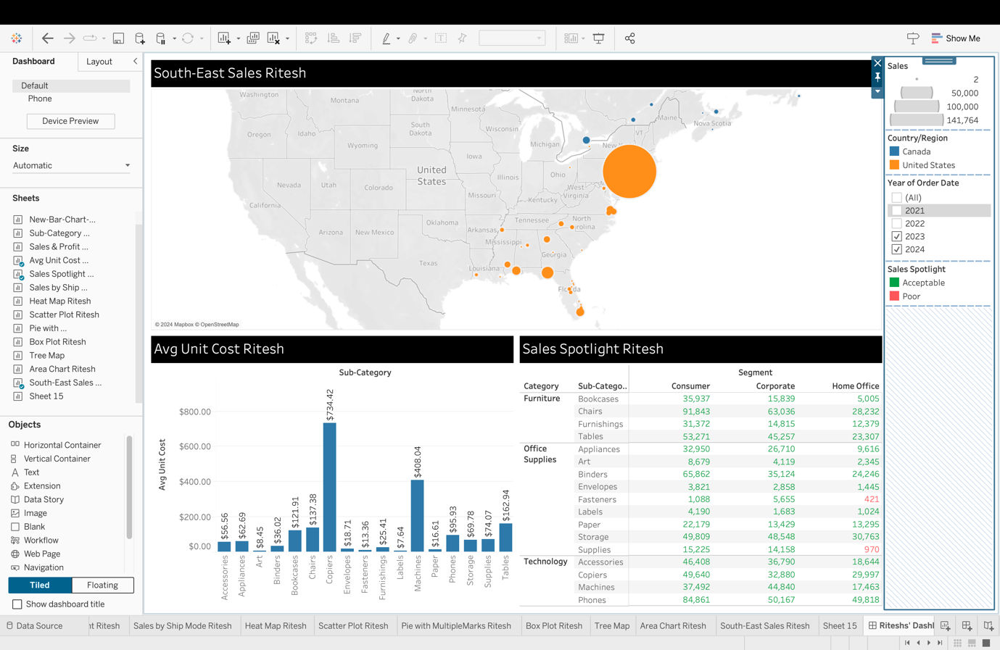 Show Me
Dashboard
Layout
Default
Phone
Device Preview
Size
Automatic
Sheets
New-Bar-Chart-...
Sub-Category ...
Sales & Profit ...
Avg Unit Cost ...
Sales Spotlight ...
Sales by Ship ...
Heat Map Ritesh
Scatter Plot Ritesh
Pie with ...
Box Plot Ritesh
Tree Map
Area Chart Ritesh
South-East Sales ...
Sheet 15
Objects
Horizontal Container
Vertical Container
Text
Extension
Data Story
Image
Blank
Workflow
Web Page
Navigation
Tiled
Floating
Show dashboard title
South-East Sales Ritesh
Washington
Montana
North
Dakota
Minnesota
Maine
Nova Scotia
Oregon
Idaho
South
Dakota
Wisconsin
VT
Wyoming
Michigan
New
Iowa
United
States
Illinois
Ohio
Nevada
Utah
Colorado
West
Virginia
Missouri
Kentucky
California
Tennessee
North
rolina
Oklahoma
Arkansas
Arizona
New Mexico
Mississippi
Georgia
Texas
Louisiana
Flo da
© 2024 Mapbox © OpenStreetMap
Avg Unit Cost Ritesh
Sub-Category
Avg Unit Cost
$800.00
$600.00
$400.00
$200.00
$0.00
$56.56
$62.69
$8.45
$36.02
$121.91
$137.38
$734.42
$18.71
$13.36
$25.41
$7.64
$408.04
$16.61
$95.93
$69.78
$74.07
$162.94
Accessories
Appliances
Art
Binders
Bookcases
Chairs
Copiers
Envelopes
Fasteners
Furnishings
Labels
Machines
Paper
Phones
Storage
Supplies
Tables
Sales Spotlight Ritesh
Segment
Category Sub-Catego.. Consumer Corporate Home Office
Furniture Bookcases 35,937 15,839 5,005
Chairs 91,843 63,036 28,232
Furnishings 31,372 14,815 12,379
Tables 53,271 45,257 23,307
Office Supplies Appliances 32,950 26,710 9,616
Art 8,679 4,119 2,345
Binders 65,862 35,124 24,246
Envelopes 3,821 2,858 1,445
Fasteners 1,088 5,655 421
Labels 4,190 1,683 1,024
Paper 22,179 13,429 13,295
Storage 49,809 48,548 30,763
Supplies 15,225 14,158 970
Technology Accessories 46,408 36,790 18,644
Copiers 49,640 32,880 29,997
Machines 37,492 44,840 17,463
Phones 84,861 50,167 49,818
Sales
2
50,000
100,000
141,764
Country/Region
Canada
United States
Year of Order Date
(All)
2021
2022
2023
2024
Sales Spotlight
Acceptable
Poor
Data Source
nt Ritesh
Sales by Ship Mode Ritesh
Heat Map Ritesh
Scatter Plot Ritesh
Pie with MultipleMarks Ritesh
Box Plot Ritesh
Tree Map
Area Chart Ritesh
South-East Sales Ritesh
Sheet 15
Riteshs' Dashl